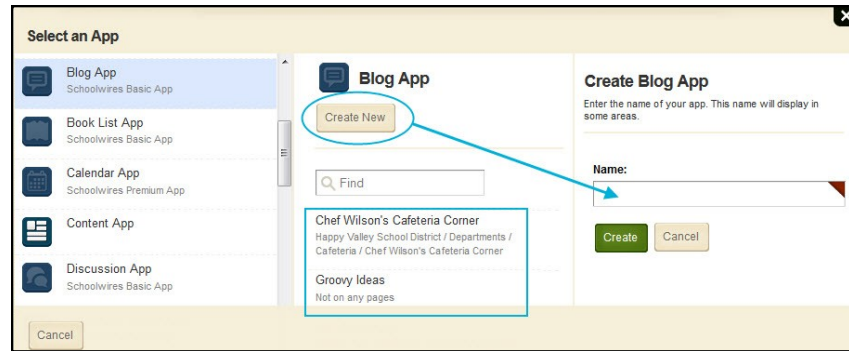 Select an App
Blog App
Schoolwires Basic App
Book List App
Schoolwires Basic App
Calendar App
Schoolwires Premium App
Content App
Discussion App
Schoolwires Basic App
Cancel
Blog App
Create New
Find
Chef Wilson's Cafeteria Corner
Happy Valley School District / Departments /
Cafeteria / Chef Wilson's Cafeteria Corner
Groovy Ideas
Not on any pages
Create Blog App
Enter the name of your app. This name will display in
some areas.
Name:
Create Cancel